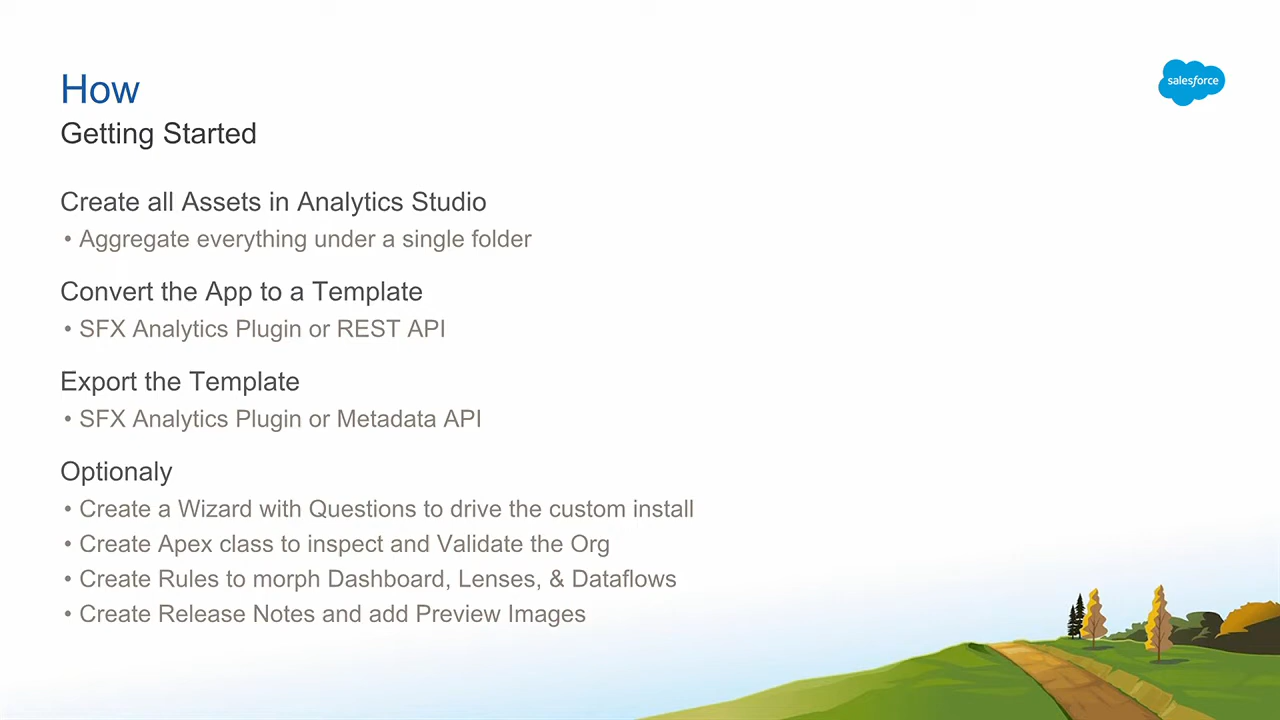 How
salesforce
Getting Started
Create all Assets in Analytics Studio
• Aggregate everything under a single folder
Convert the App to a Template
• SFX Analytics Plugin or REST API
Export the Template
• SFX Analytics Plugin or Metadata API
Optionaly
• Create a Wizard with Questions to drive the custom install
• Create Apex class to inspect and Validate the Org
• Create Rules to morph Dashboard, Lenses, & Dataflows
• Create Release Notes and add Preview Images